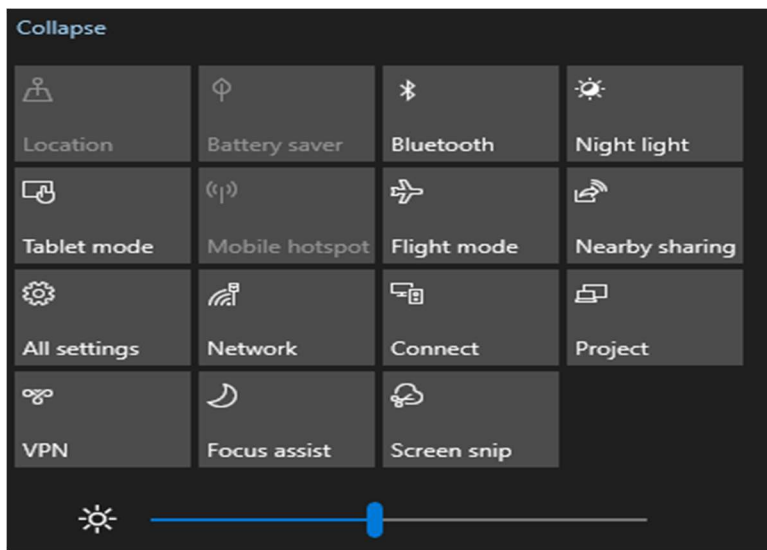 Collapse
Location
Battery saver
Bluetooth
Night light
Tablet mode
Mobile hotspot
Flight mode
Nearby sharing
All settings
Network
Connect
Project
VPN
Focus assist
Screen snip